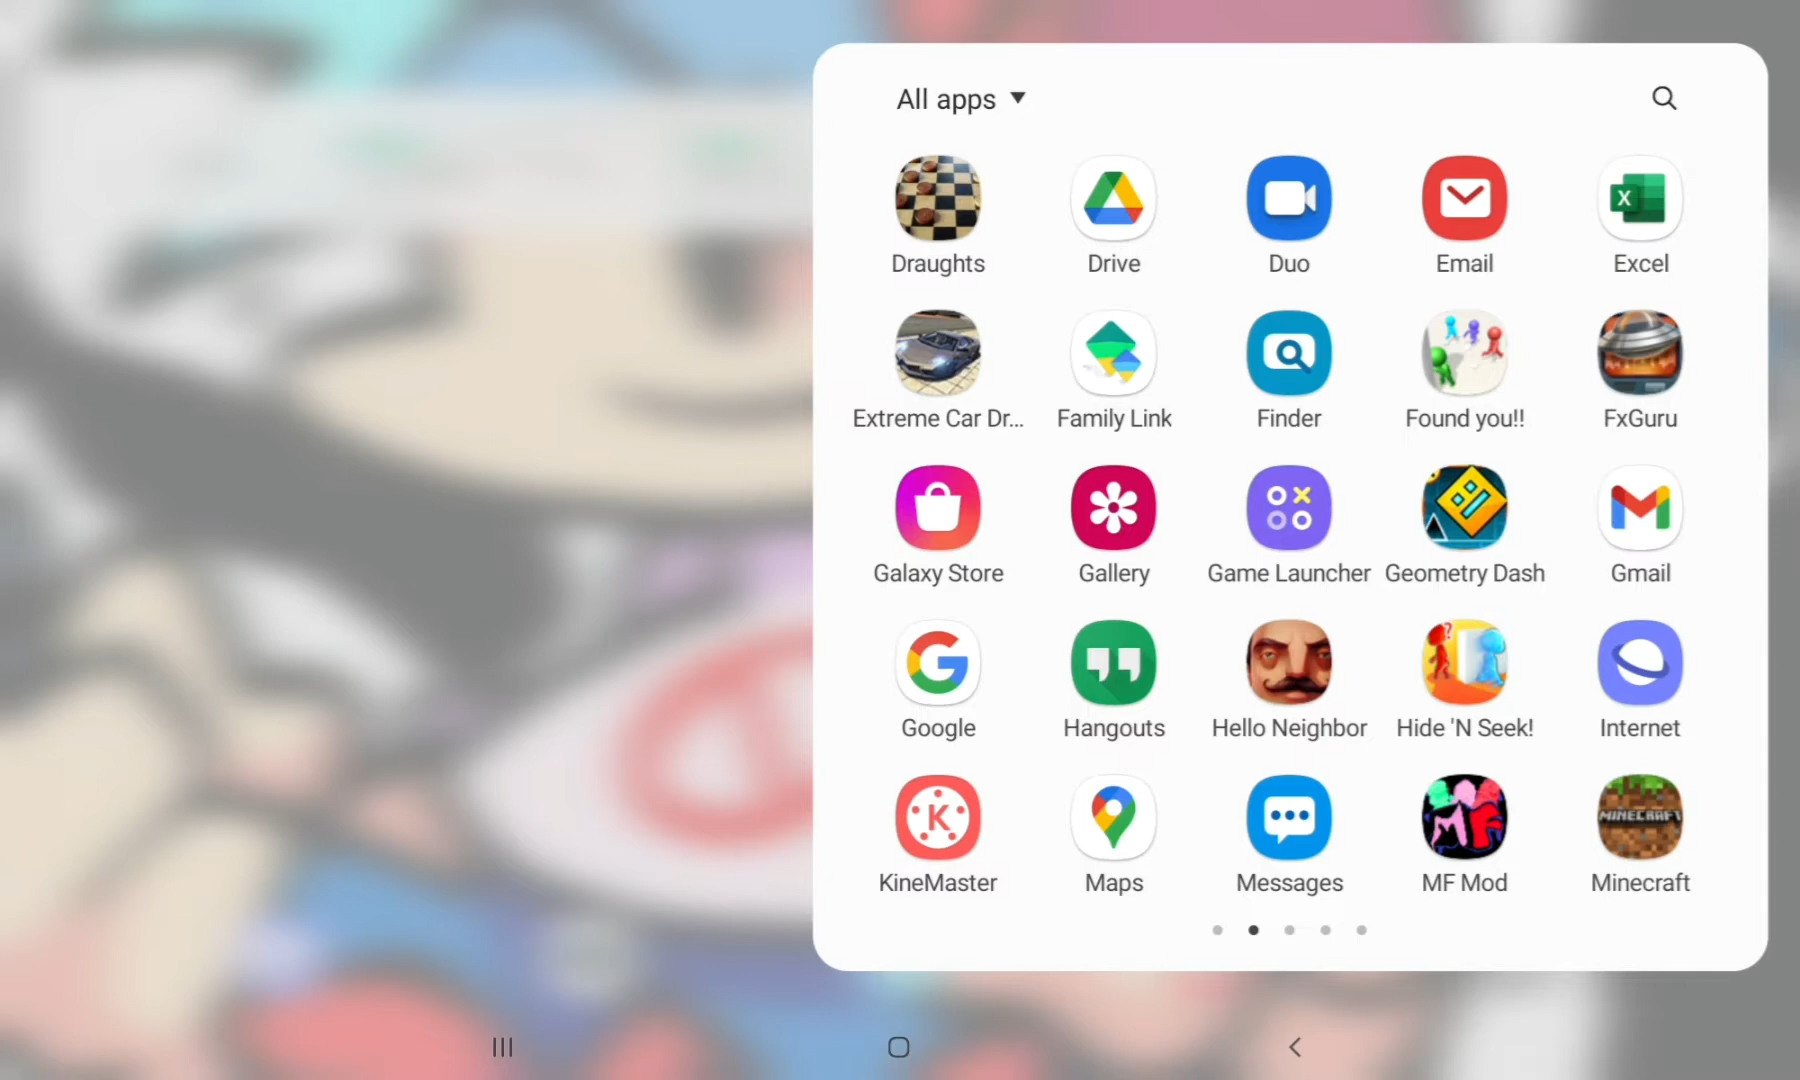 All apps
Draughts Drive Duo Email Excel
Extreme Car Dr... Family Link Finder Found you!! FxGuru
Galaxy Store Gallery Game Launcher Geometry Dash Gmail
Google Hangouts Hello Neighbor Hide 'N Seek! Internet
MINECRAFT
KineMaster Maps Messages MF Mod Minecraft